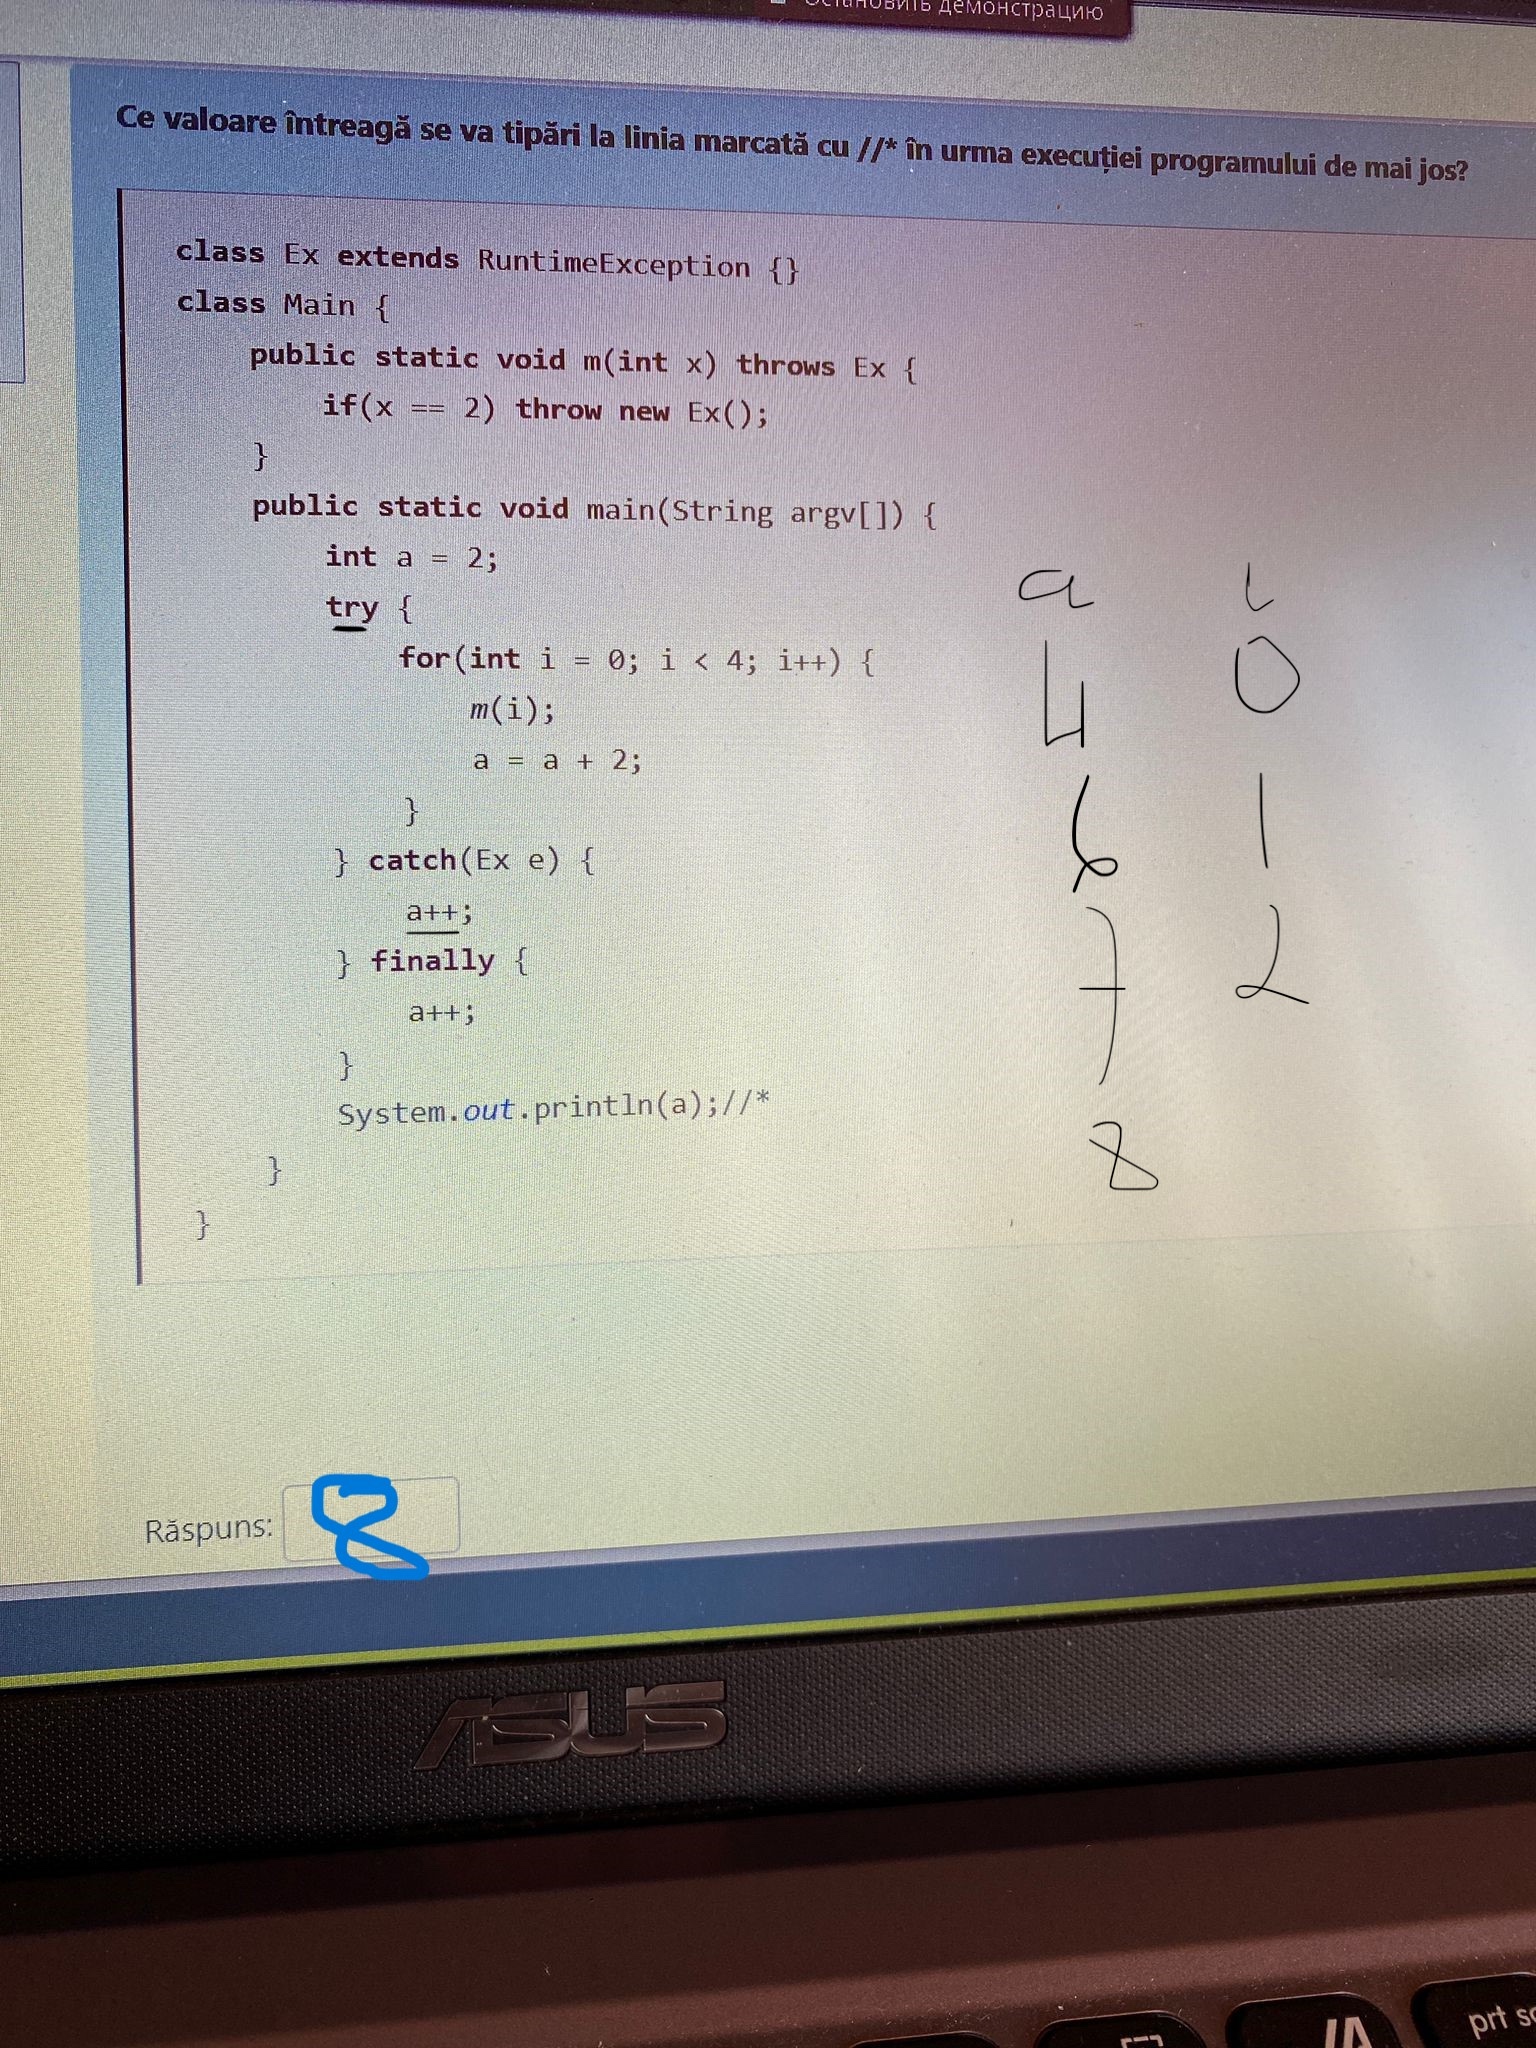 Остановить демонстрацию
Ce valoare întreagă se va tipări la linia marcată cu //* în urma execuției programului de mai jos?
class Ex extends RuntimeException {}
class Main {
public static void m(int x) throws Ex {
if(x == 2) throw new Ex();
}
public static void main(String argv[]) {
int a = 2;
try {
for(int i = 0; i < 4; i++) {
m(i);
a = a + 2;
}
} catch(Ex e) {
a++;
} finally {
a++;
}
System.out.println(a);//*
}
}
a i
4 0
6 1
7 2
8
Răspuns: 8
ASUS
prt sc